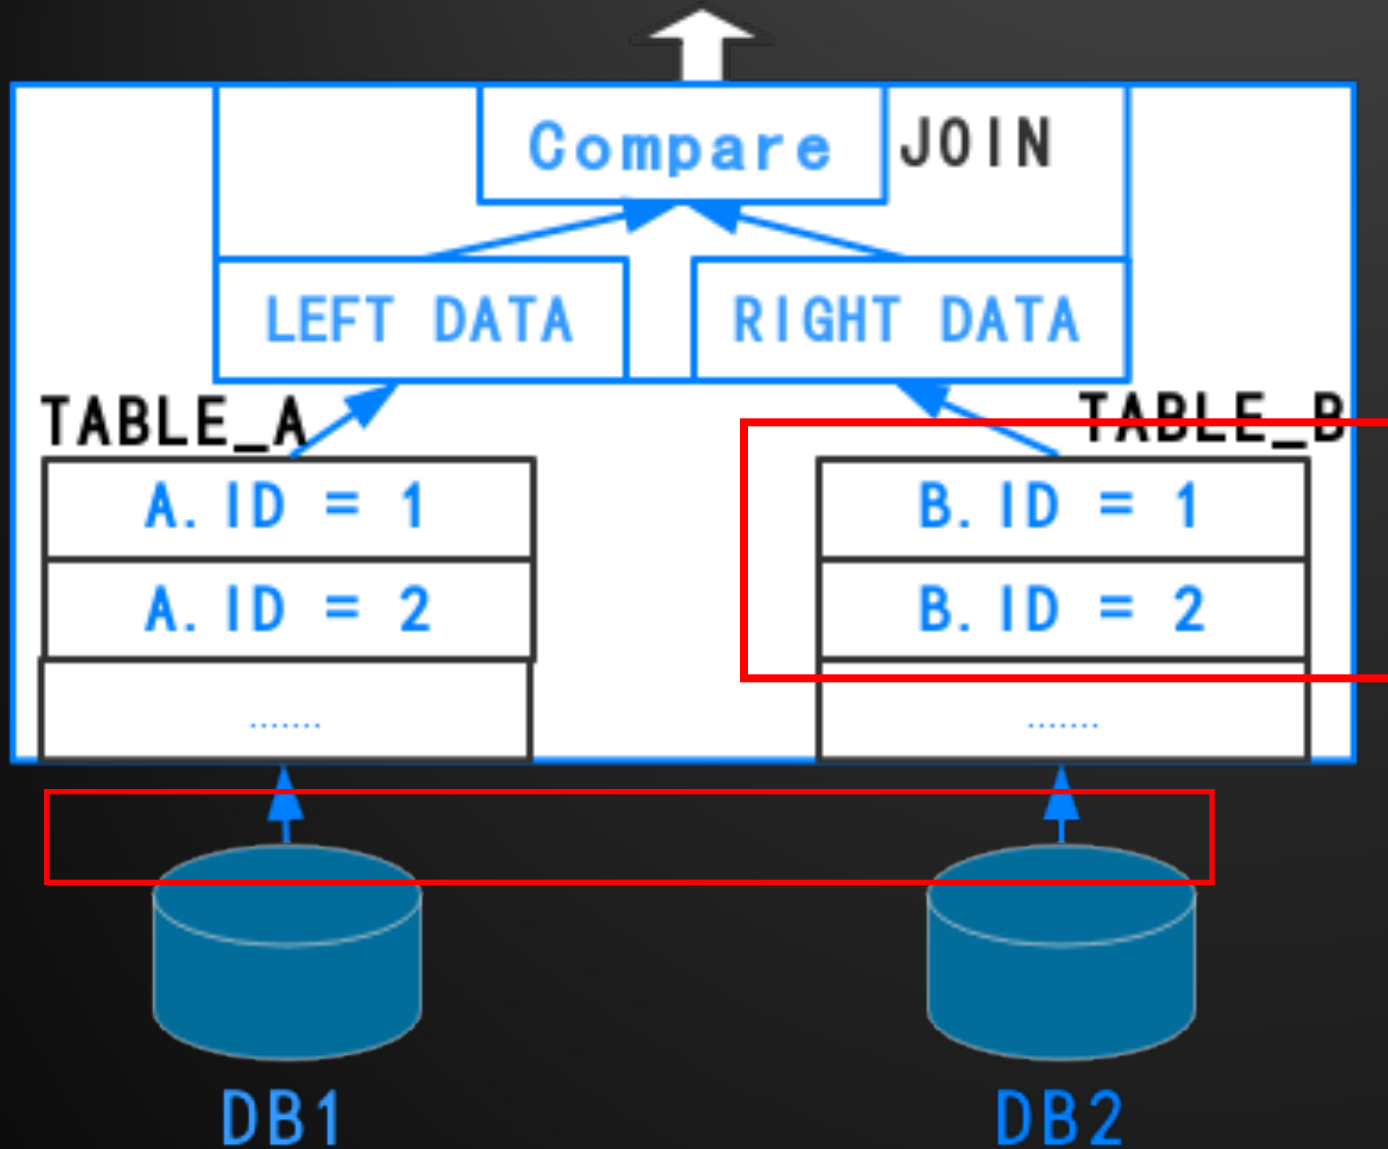 Compare
JOIN
LEFT DATA
RIGHT DATA
TABLE_A
TABLE_B
A.ID = 1
B.ID = 1
A.ID = 2
B.ID = 2
.......
.......
DB1
DB2